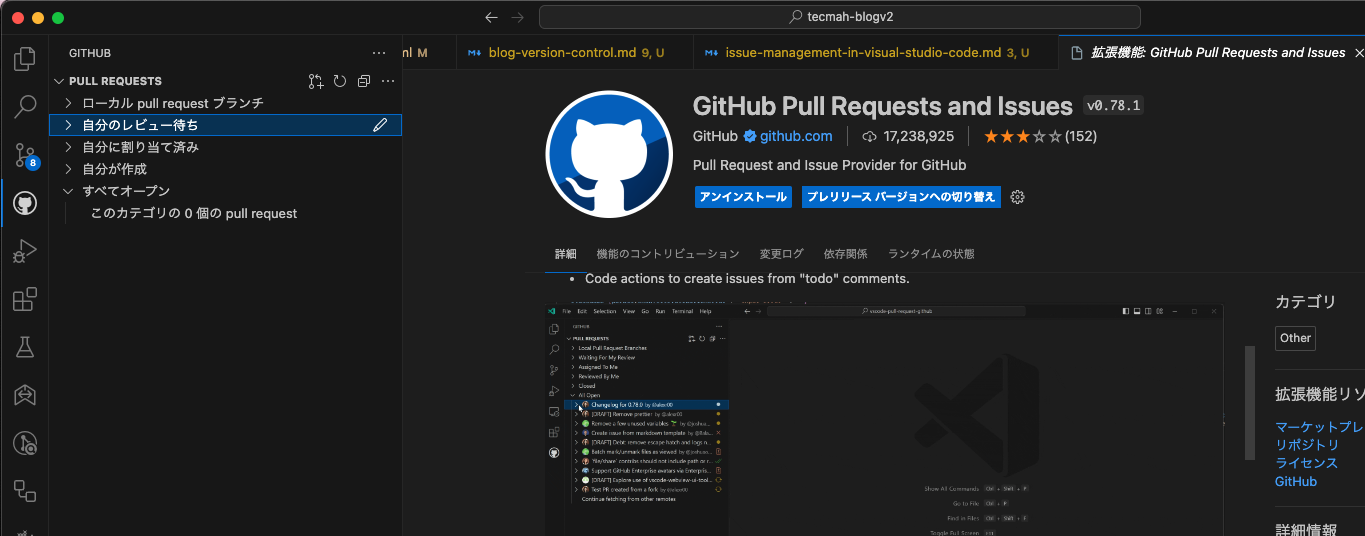 tecmah-blogv2
GITHUB
ml M
blog-version-control.md 9, U
issue-management-in-visual-studio-code.md 3, U
拡張機能: GitHub Pull Requests and Issues
PULL REQUESTS
ローカル pull request ブランチ
自分のレビュー待ち
自分に割り当て済み
自分が作成
すべてオープン
このカテゴリの 0 個の pull request
8
GitHub Pull Requests and Issues v0.78.1
GitHub github.com 17,238,925 (152)
Pull Request and Issue Provider for GitHub
アンインストール プレリリース バージョンへの切り替え
詳細 機能のコントリビューション 変更ログ 依存関係 ランタイムの状態
• Code actions to create issues from "todo" comments.
File Edit Selection View Go Run Terminal Help
vscode-pull-request-github
GITHUB
PULL REQUESTS
Local Pull Request Branches
Waiting For My Review
Assigned To Me
Reviewed By Me
Closed
All Open
Changelog for 0.78.0 by @alexr00
[DRAFT] Remove prettier by @alexr00
Remove a few unused variables
Create issue from markdown template
[DRAFT] Debt: remove escape hatch and logs
Batch mark/unmark files as viewed
'file/share' contribs should not include path as
Support GitHub Enterprise avatars via Enterpris...
[DRAFT] Explore use of vscode-webview-ui-tool...
Test PR created from a fork
Continue fetching from other remotes
Show All Commands Ctrl + Shift + P
Go to File Ctrl + P
Find in Files Ctrl + Shift + F
Toggle Full Screen F11
カテゴリ
Other
拡張機能リソ
マーケットプレ
リポジトリ
ライセンス
GitHub
詳細情報